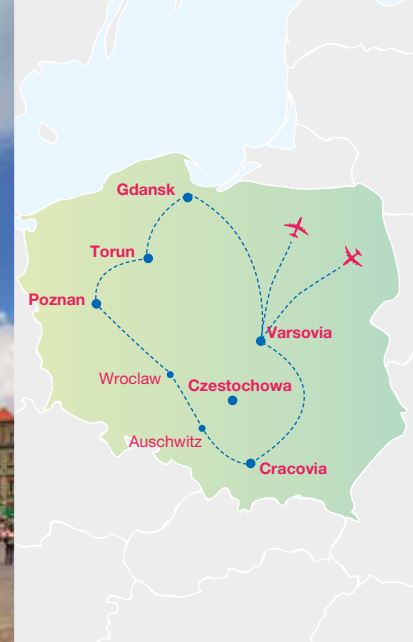 Gdansk
Torun
Poznan
Varsovia
Wroclaw
Czestochowa
Auschwitz
Cracovia